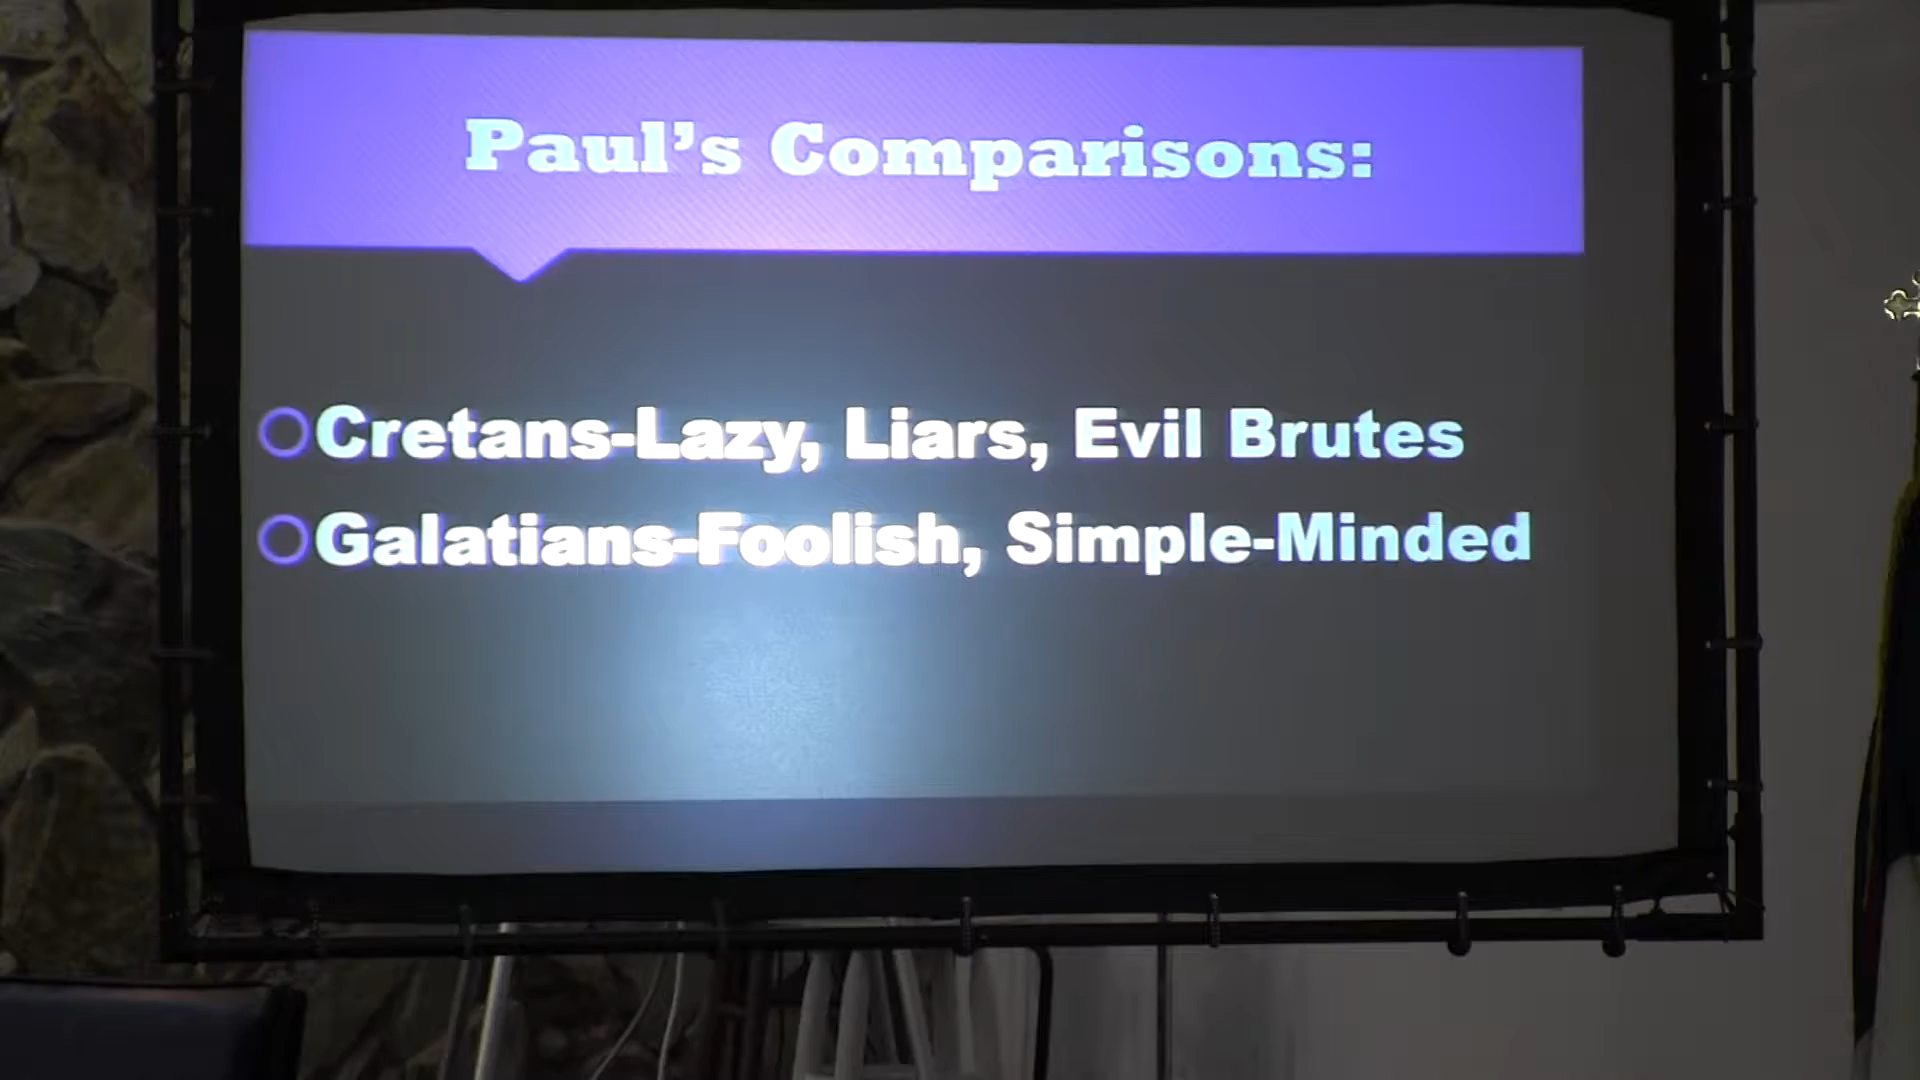 Paul’s Comparisons:
Cretans-Lazy, Liars, Evil Brutes
Galatians-Foolish, Simple-Minded